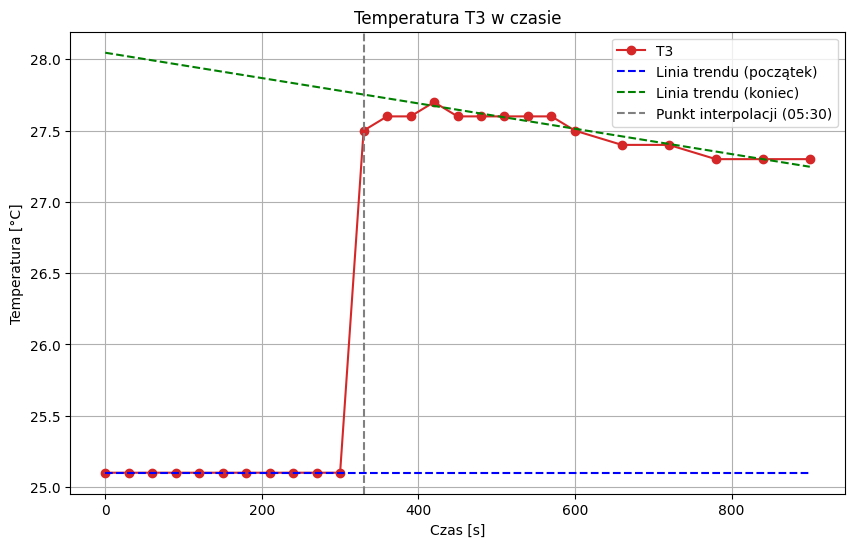 Temperatura T3 w czasie
T3
Linia trendu (początek)
Linia trendu (koniec)
Punkt interpolacji (05:30)
Temperatura [°C]
28.0
27.5
27.0
26.5
26.0
25.5
25.0
0 200 400 600 800
Czas [s]